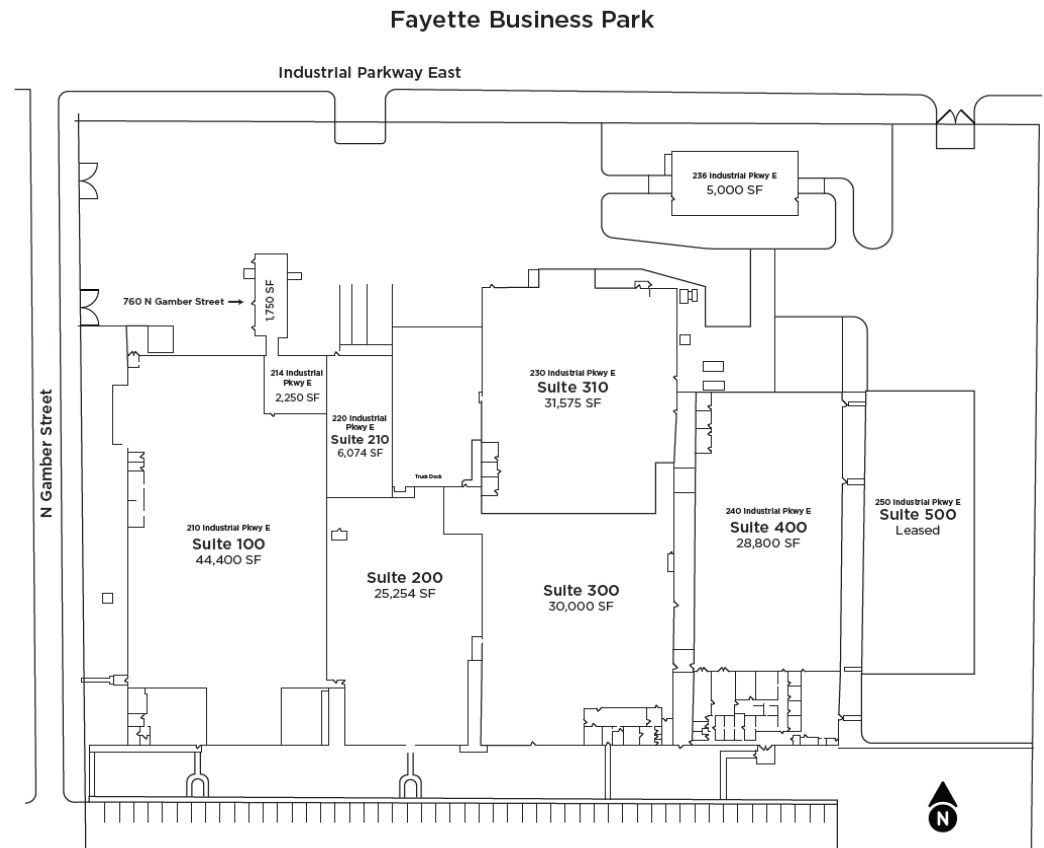 Fayette Business Park
Industrial Parkway East
236 Industrial Pkwy E
5,000 SF
760 N Gamber Street
1,750 SF
214 Industrial
Pkwy E
2,250 SF
230 Industrial Pkwy E
Suite 310
31,575 SF
220 Industrial
Pkwy E
Suite 210
6,074 SF
Truck Dock
N Gamber Street
210 Industrial Pkwy E
Suite 100
44,400 SF
240 Industrial Pkwy E
Suite 400
28,800 SF
250 Industrial Pkwy E
Suite 500
Leased
Suite 200
25,254 SF
Suite 300
30,000 SF
N